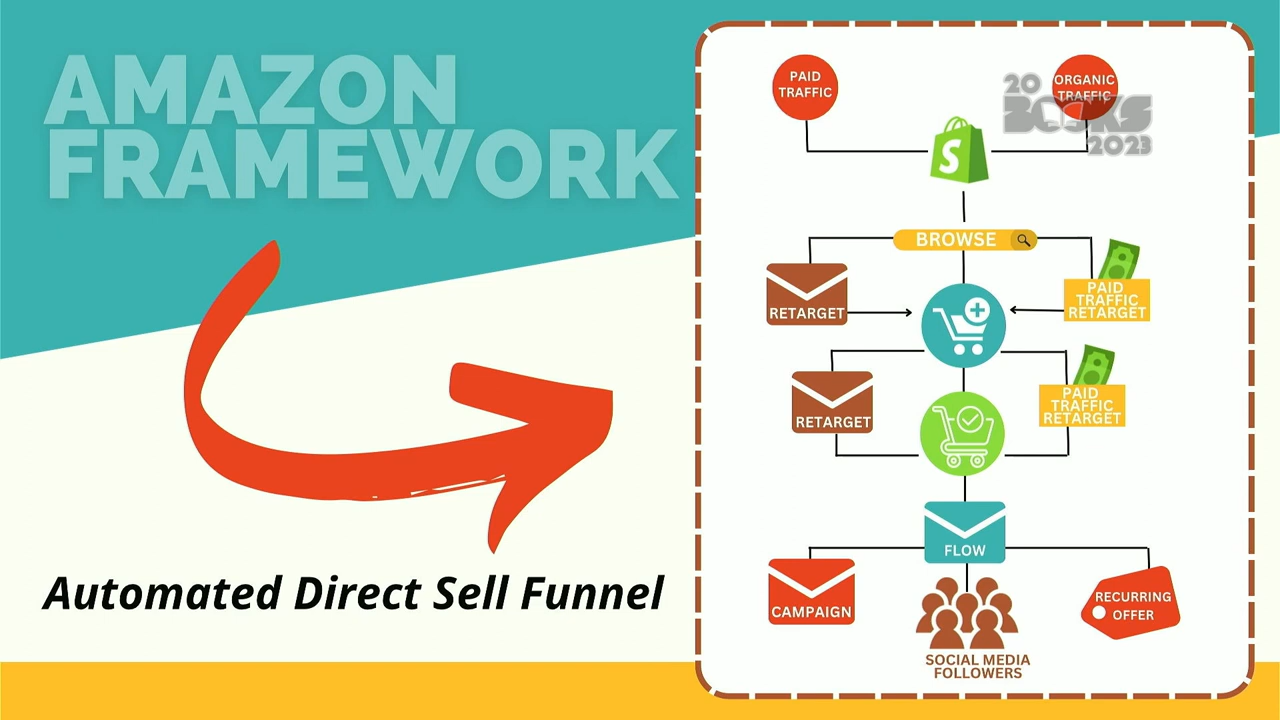 AMAZON
FRAMEWORK
Automated Direct Sell Funnel
PAID
TRAFFIC
ORGANIC
TRAFFIC
20
BOOKS
2023
S
BROWSE
RETARGET
PAID
TRAFFIC
RETARGET
RETARGET
PAID
TRAFFIC
RETARGET
FLOW
CAMPAIGN
RECURRING
OFFER
SOCIAL MEDIA
FOLLOWERS